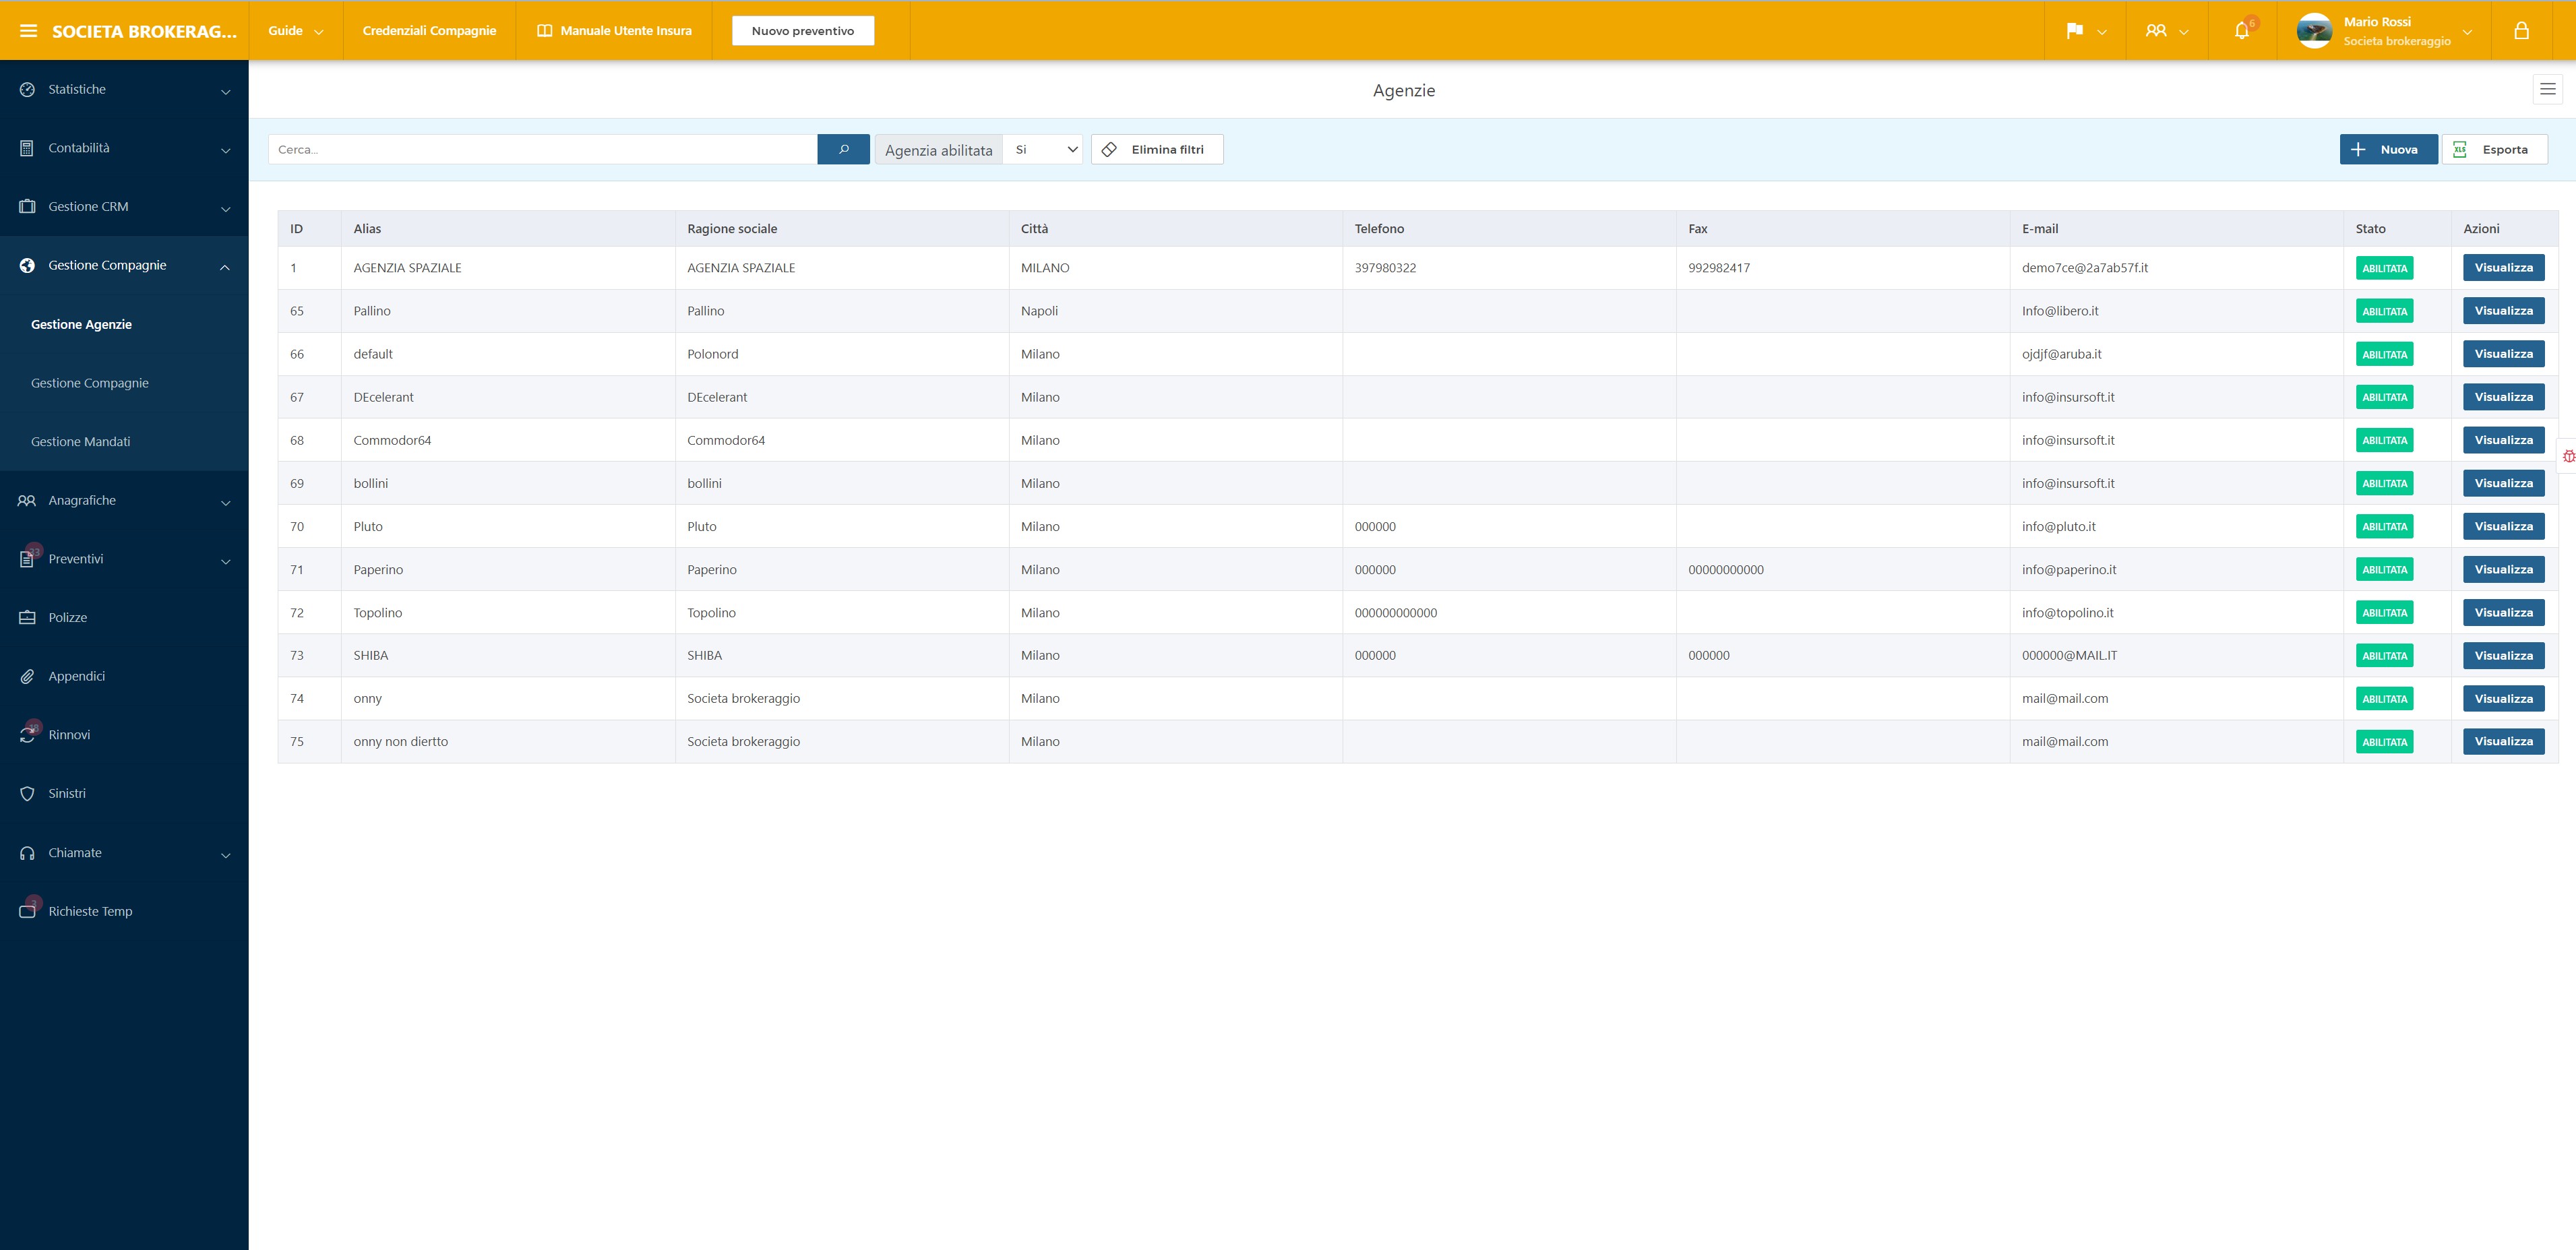 SOCIETA BROKERAG... Guide Credenziali Compagnie Manuale Utente Insura Nuovo preventivo 6 Mario Rossi
Societa brokeraggio
Statistiche
Contabilità
Gestione CRM
Gestione Compagnie
Gestione Agenzie
Gestione Compagnie
Gestione Mandati
Anagrafiche
33
Preventivi
Polizze
Appendici
18
Rinnovi
Sinistri
Chiamate
3
Richieste Temp
Agenzie
Cerca... Agenzia abilitata Si Elimina filtri Nuova XLS Esporta
ID Alias Ragione sociale Città Telefono Fax E-mail Stato Azioni
1 AGENZIA SPAZIALE AGENZIA SPAZIALE MILANO 397980322 992982417 demo7ce@2a7ab57f.it ABILITATA Visualizza
65 Pallino Pallino Napoli Info@libero.it ABILITATA Visualizza
66 default Polonord Milano ojdjf@aruba.it ABILITATA Visualizza
67 DEcelerant DEcelerant Milano info@insursoft.it ABILITATA Visualizza
68 Commodor64 Commodor64 Milano info@insursoft.it ABILITATA Visualizza
69 bollini bollini Milano info@insursoft.it ABILITATA Visualizza
70 Pluto Pluto Milano 000000 info@pluto.it ABILITATA Visualizza
71 Paperino Paperino Milano 000000 00000000000 info@paperino.it ABILITATA Visualizza
72 Topolino Topolino Milano 000000000000 info@topolino.it ABILITATA Visualizza
73 SHIBA SHIBA Milano 000000 000000 000000@MAIL.IT ABILITATA Visualizza
74 onny Societa brokeraggio Milano mail@mail.com ABILITATA Visualizza
75 onny non diertto Societa brokeraggio Milano mail@mail.com ABILITATA Visualizza